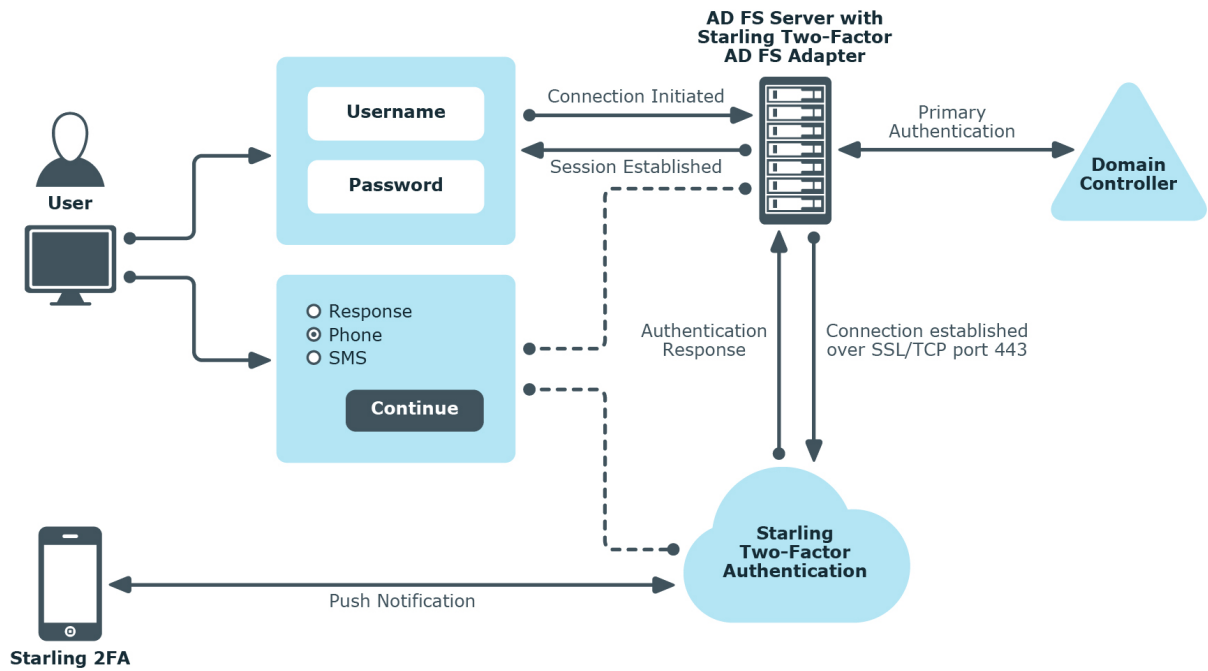 AD FS Server with
Starling Two-Factor
AD FS Adapter
Username
Password
Connection Initiated
Session Established
Primary
Authentication
Domain
Controller
User
Response
Phone
SMS
Continue
Authentication
Response
Connection established
over SSL/TCP port 443
Starling
Two-Factor
Authentication
Push Notification
Starling 2FA